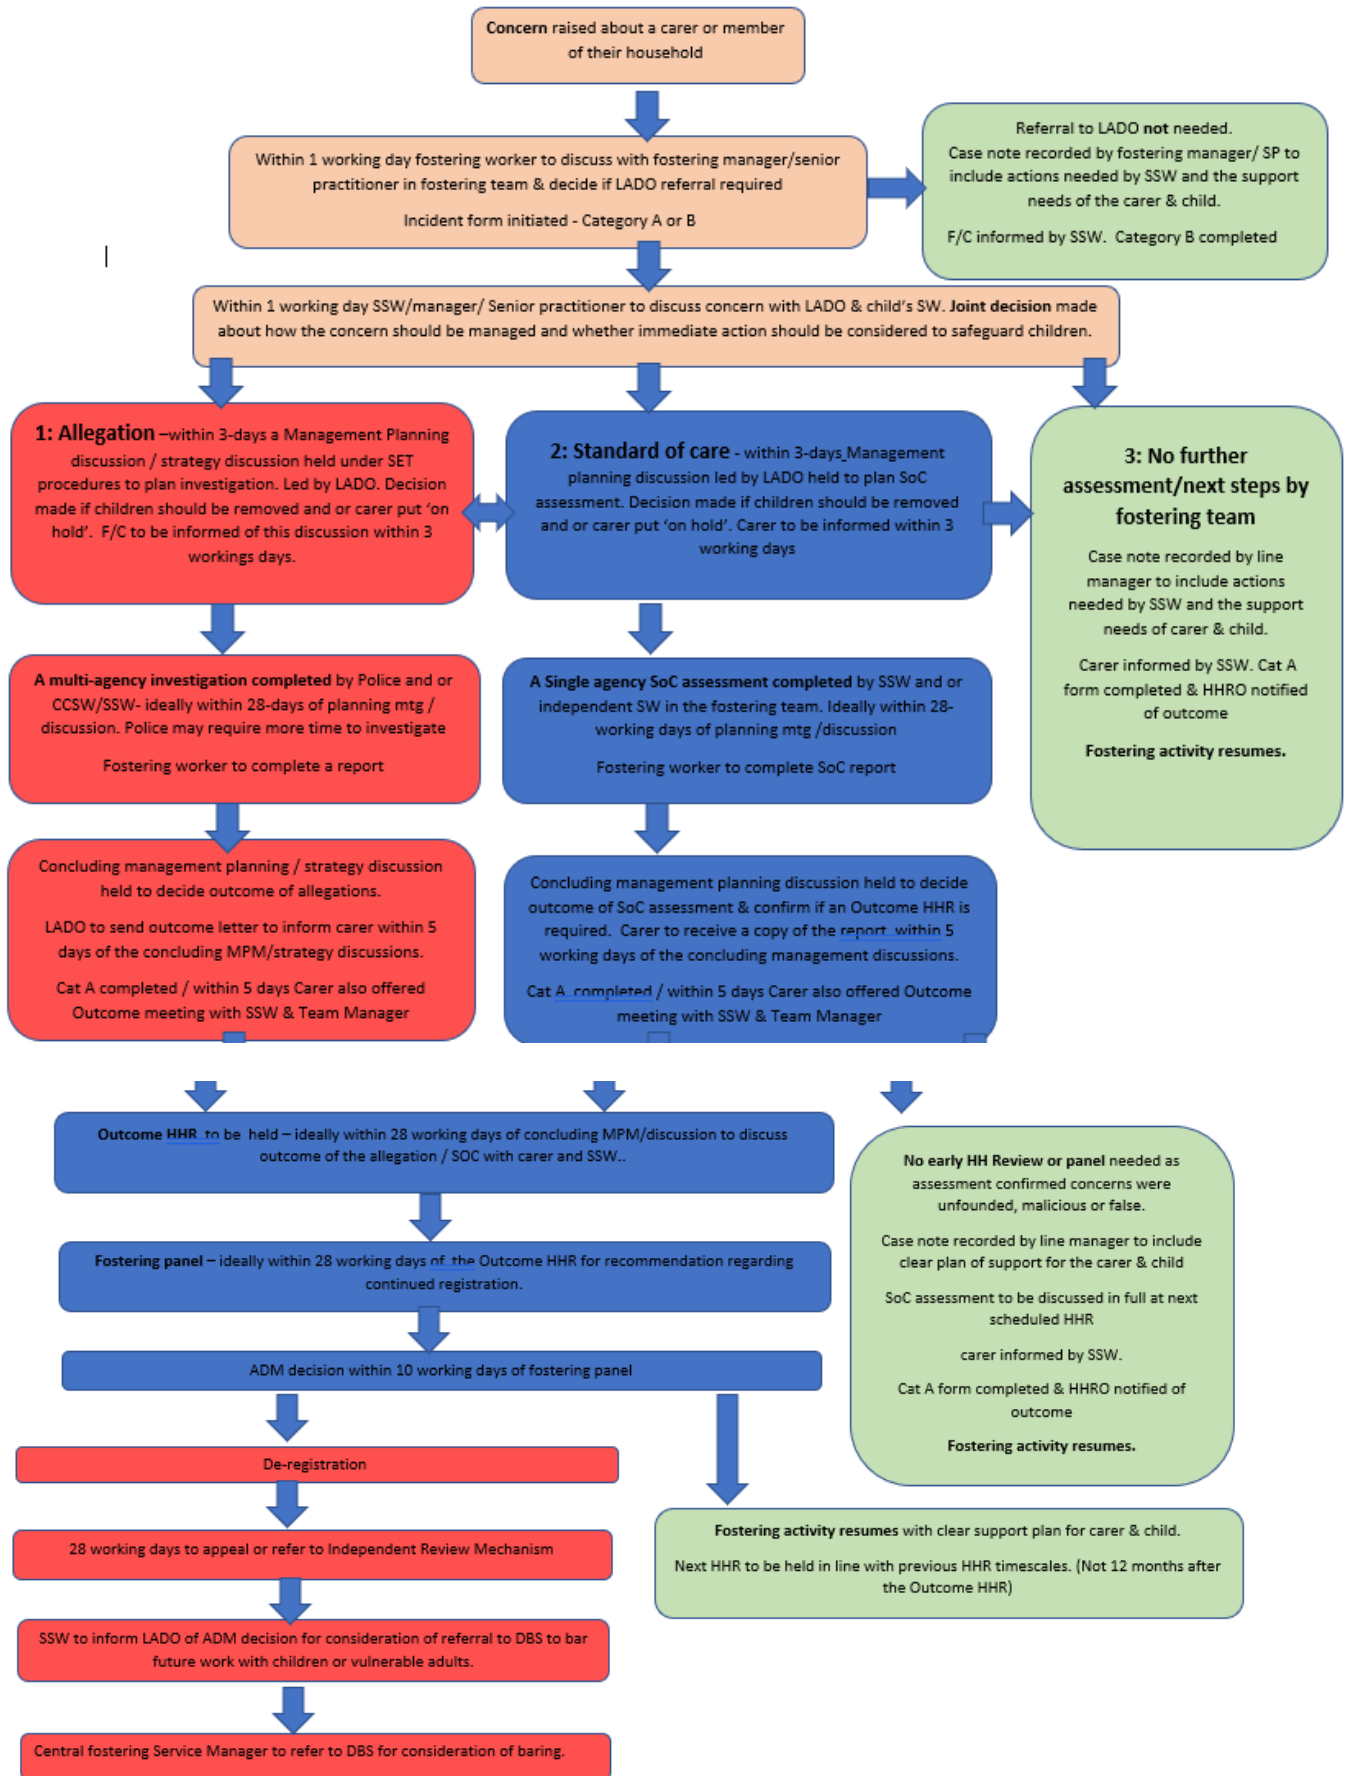 Concern raised about a carer or member
of their household
Within 1 working day fostering worker to discuss with fostering manager/senior
practitioner in fostering team & decide if LADO referral required
Incident form initiated - Category A or B
Referral to LADO not needed.
Case note recorded by fostering manager/ SP to
include actions needed by SSW and the support
needs of the carer & child.
F/C informed by SSW.  Category B completed
Within 1 working day SSW/manager/ Senior practitioner to discuss concern with LADO & child's SW. Joint decision made
about how the concern should be managed and whether immediate action should be considered to safeguard children.
1: Allegation –within 3-days a Management Planning
discussion / strategy discussion held under SET
procedures to plan investigation. Led by LADO. Decision
made if children should be removed and or carer put 'on
hold'.  F/C to be informed of this discussion within 3
workings days.
2: Standard of care - within 3-days Management
planning discussion led by LADO held to plan SoC
assessment. Decision made if children should be removed
and or carer put 'on hold'. Carer to be informed within 3
working days
3: No further
assessment/next steps by
fostering team
Case note recorded by line
manager to include actions
needed by SSW and the support
needs of carer & child.
Carer informed by SSW. Cat A
form completed & HHRO notified
of outcome
Fostering activity resumes.
A multi-agency investigation completed by Police and or
CCSW/SSW- ideally within 28-days of planning mtg /
discussion. Police may require more time to investigate
Fostering worker to complete a report
A Single agency SoC assessment completed by SSW and or
independent SW in the fostering team. Ideally within 28-
working days of planning mtg /discussion
Fostering worker to complete SoC report
Concluding management planning / strategy discussion
held to decide outcome of allegations.
LADO to send outcome letter to inform carer within 5
days of the concluding MPM/strategy discussions.
Cat A completed / within 5 days Carer also offered
Outcome meeting with SSW & Team Manager
Concluding management planning discussion held to decide
outcome of SoC assessment & confirm if an Outcome HHR is
required.  Carer to receive a copy of the report  within 5
working days of the concluding management discussions.
Cat A  completed / within 5 days Carer also offered Outcome
meeting with SSW & Team Manager
Outcome HHR  to be  held – ideally within 28 working days of concluding MPM/discussion to discuss
outcome of the allegation / SOC with carer and SSW..
Fostering panel – ideally within 28 working days of  the Outcome HHR for recommendation regarding
continued registration.
ADM decision within 10 working days of fostering panel
No early HH Review or panel needed as
assessment confirmed concerns were
unfounded, malicious or false.
Case note recorded by line manager to include
clear plan of support for the carer & child
SoC assessment to be discussed in full at next
scheduled HHR
carer informed by SSW.
Cat A form completed & HHRO notified of
outcome
Fostering activity resumes.
De-registration
28 working days to appeal or refer to Independent Review Mechanism
SSW to inform LADO of ADM decision for consideration of referral to DBS to bar
future work with children or vulnerable adults.
Central fostering Service Manager to refer to DBS for consideration of baring.
Fostering activity resumes with clear support plan for carer & child.
Next HHR to be held in line with previous HHR timescales. (Not 12 months after
the Outcome HHR)